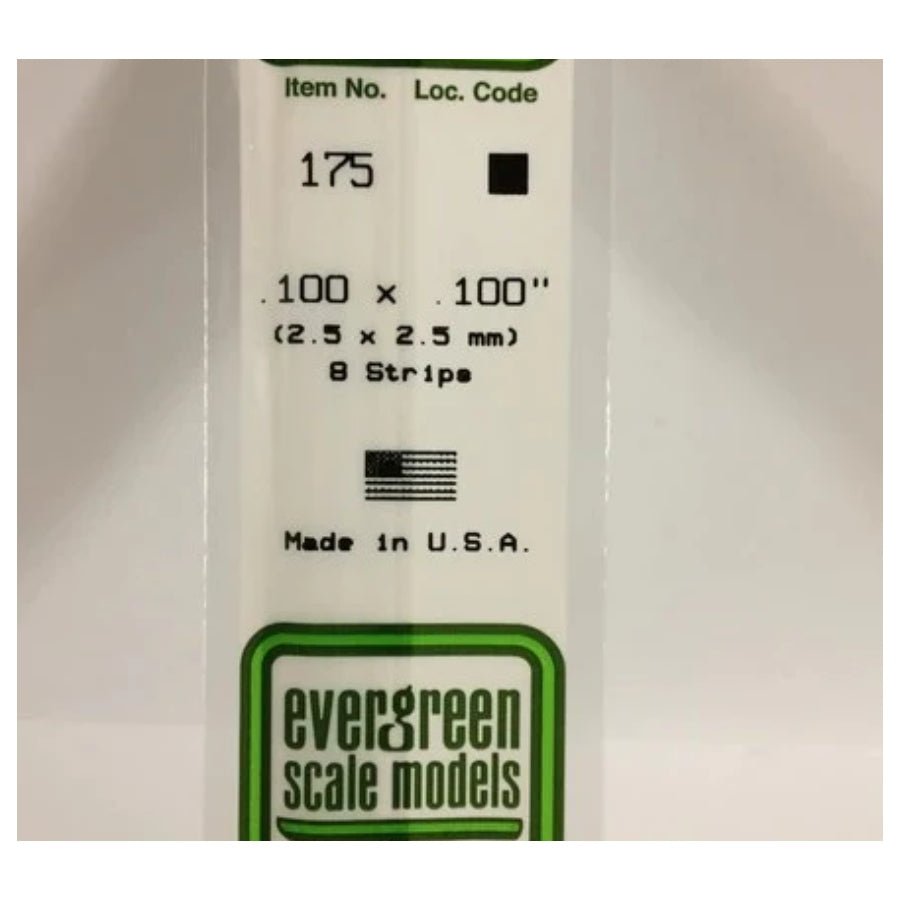 Item No. Loc. Code
175 ■
.100 x .100"
(2.5 x 2.5 mm)
8 Strips
Made in U.S.A.
evergreen
scale models